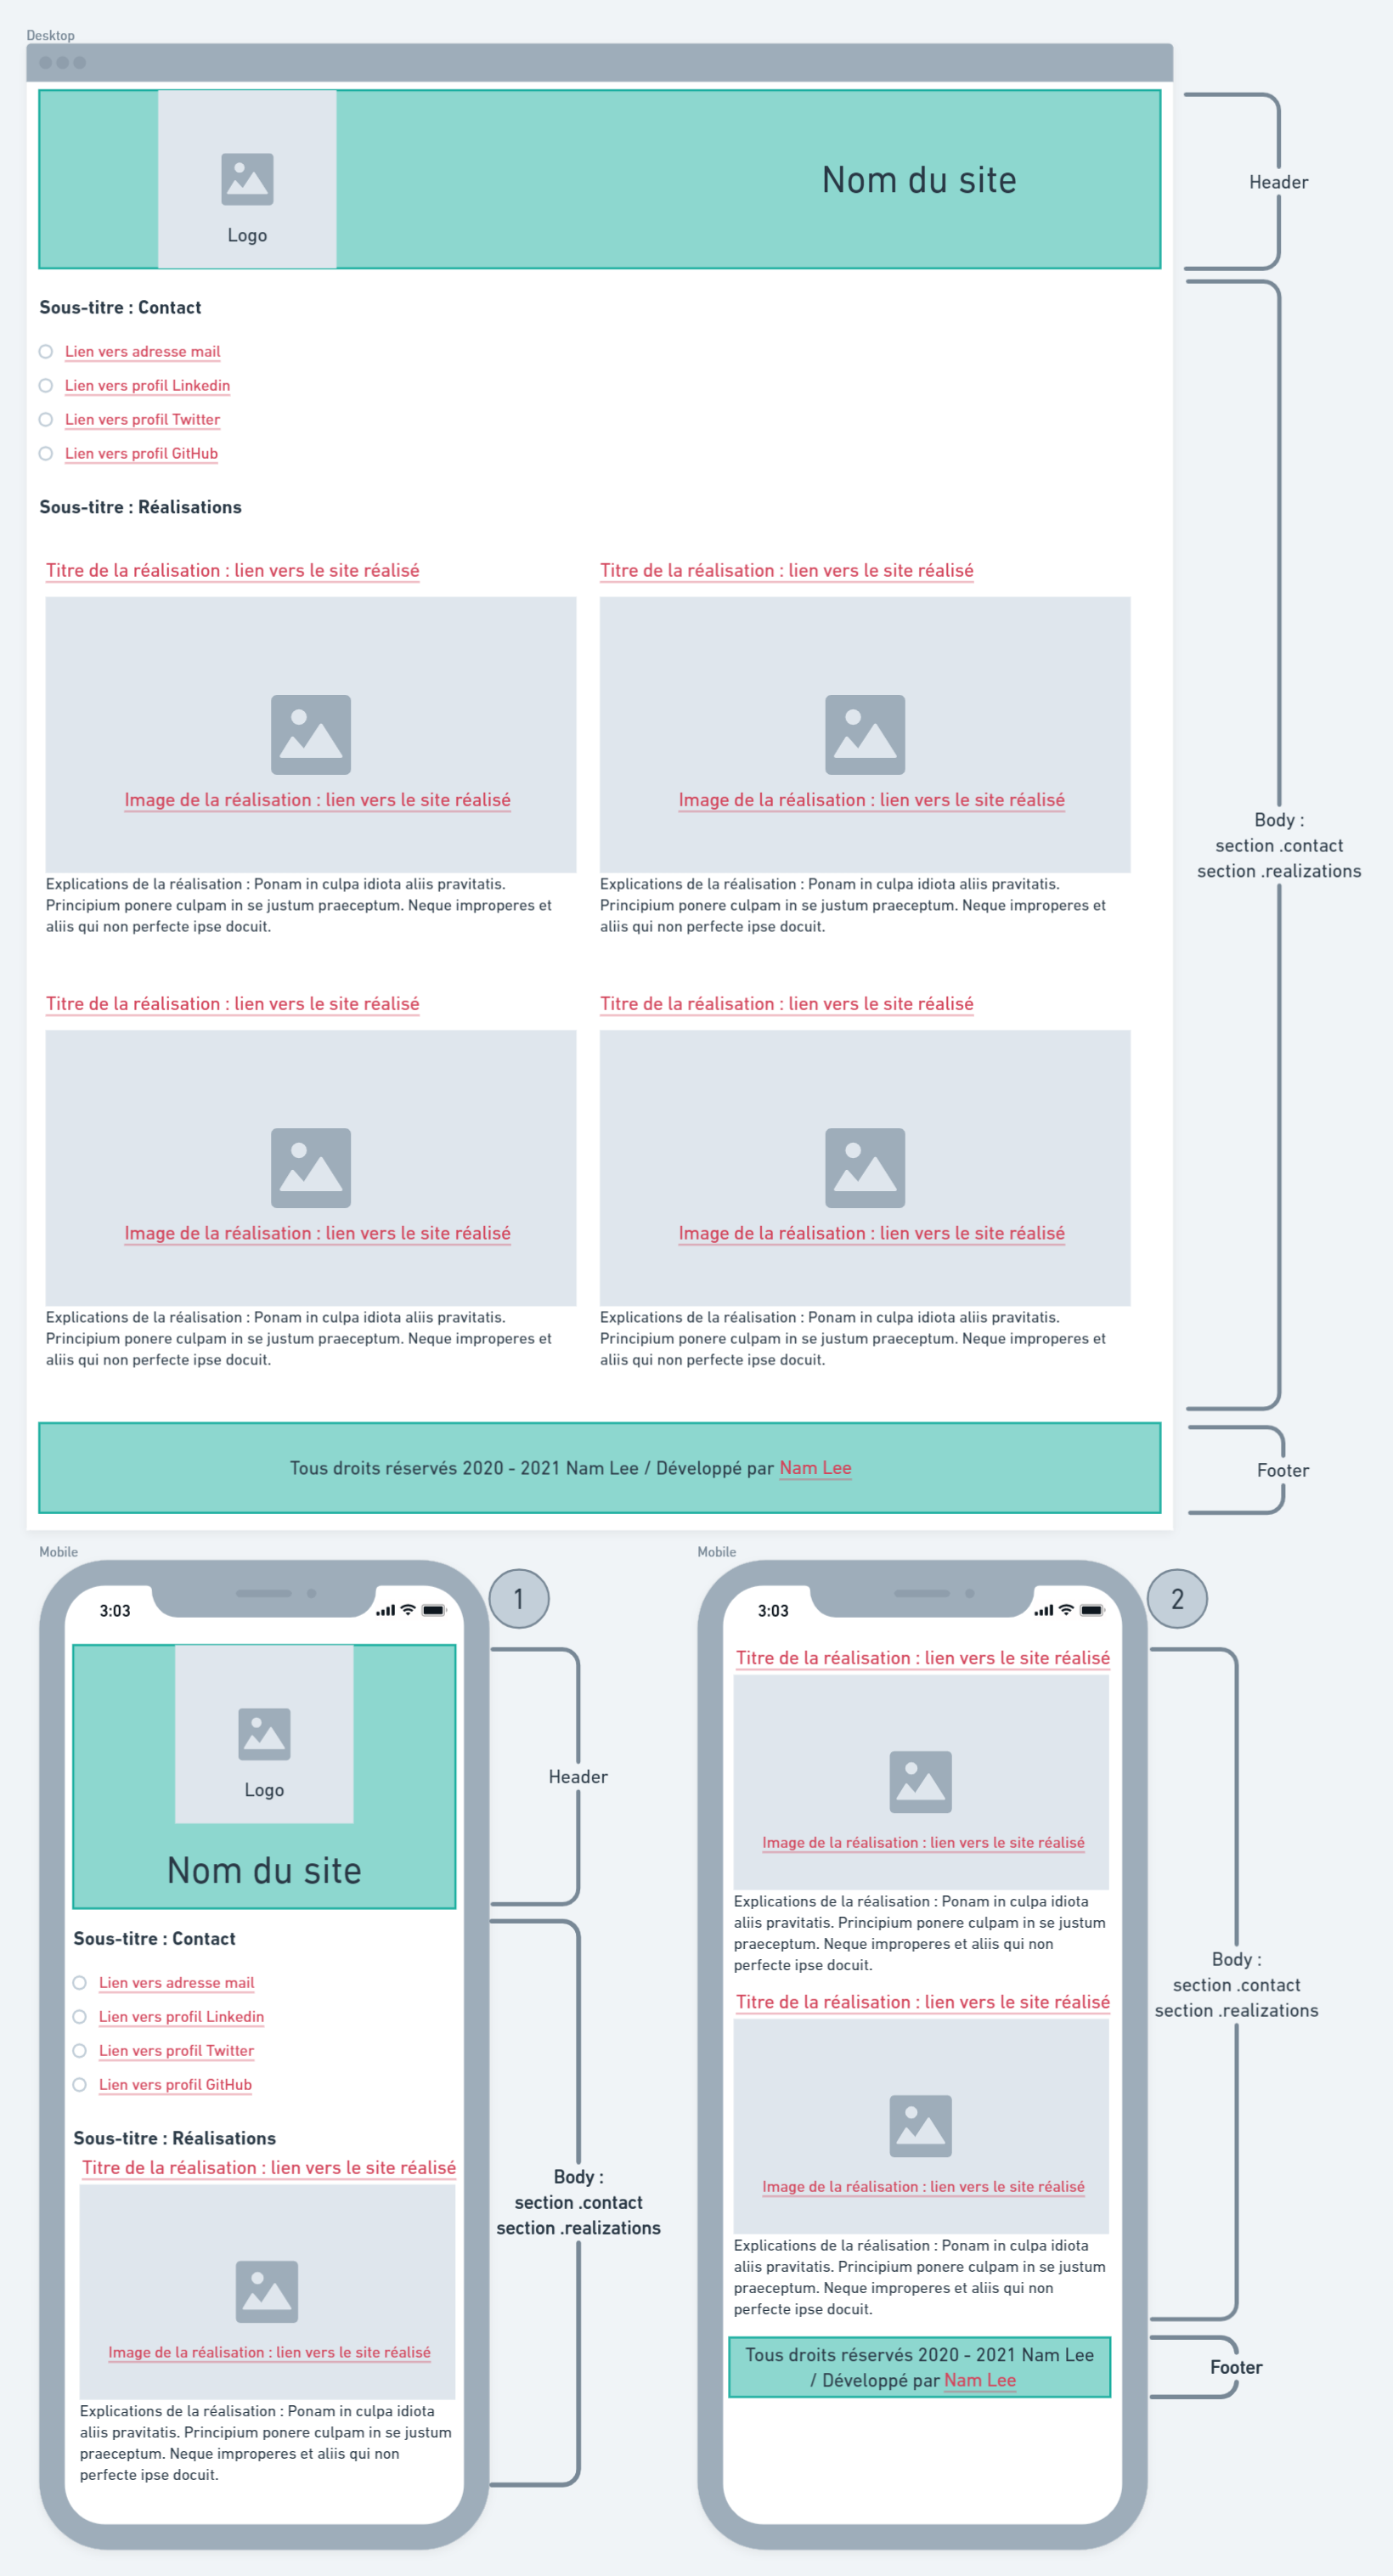 Desktop
Logo
Nom du site
Header
Sous-titre : Contact
Lien vers adresse mail
Lien vers profil Linkedin
Lien vers profil Twitter
Lien vers profil GitHub
Sous-titre : Réalisations
Titre de la réalisation : lien vers le site réalisé
Image de la réalisation : lien vers le site réalisé
Explications de la réalisation : Ponam in culpa idiota aliis pravitatis.
Principium ponere culpam in se justum praeceptum. Neque improperes et
aliis qui non perfecte ipse docuit.
Titre de la réalisation : lien vers le site réalisé
Image de la réalisation : lien vers le site réalisé
Explications de la réalisation : Ponam in culpa idiota aliis pravitatis.
Principium ponere culpam in se justum praeceptum. Neque improperes et
aliis qui non perfecte ipse docuit.
Body :
section .contact
section .realizations
Titre de la réalisation : lien vers le site réalisé
Image de la réalisation : lien vers le site réalisé
Explications de la réalisation : Ponam in culpa idiota aliis pravitatis.
Principium ponere culpam in se justum praeceptum. Neque improperes et
aliis qui non perfecte ipse docuit.
Titre de la réalisation : lien vers le site réalisé
Image de la réalisation : lien vers le site réalisé
Explications de la réalisation : Ponam in culpa idiota aliis pravitatis.
Principium ponere culpam in se justum praeceptum. Neque improperes et
aliis qui non perfecte ipse docuit.
Tous droits réservés 2020 - 2021 Nam Lee / Développé par Nam Lee
Footer
Mobile
1
3:03
Logo
Nom du site
Header
Sous-titre : Contact
Lien vers adresse mail
Lien vers profil Linkedin
Lien vers profil Twitter
Lien vers profil GitHub
Sous-titre : Réalisations
Titre de la réalisation : lien vers le site réalisé
Image de la réalisation : lien vers le site réalisé
Explications de la réalisation : Ponam in culpa idiota
aliis pravitatis. Principium ponere culpam in se justum
praeceptum. Neque improperes et aliis qui non
perfecte ipse docuit.
Body :
section .contact
section .realizations
Mobile
2
3:03
Titre de la réalisation : lien vers le site réalisé
Image de la réalisation : lien vers le site réalisé
Explications de la réalisation : Ponam in culpa idiota
aliis pravitatis. Principium ponere culpam in se justum
praeceptum. Neque improperes et aliis qui non
perfecte ipse docuit.
Titre de la réalisation : lien vers le site réalisé
Image de la réalisation : lien vers le site réalisé
Explications de la réalisation : Ponam in culpa idiota
aliis pravitatis. Principium ponere culpam in se justum
praeceptum. Neque improperes et aliis qui non
perfecte ipse docuit.
Body :
section .contact
section .realizations
Tous droits réservés 2020 - 2021 Nam Lee
/ Développé par Nam Lee
Footer